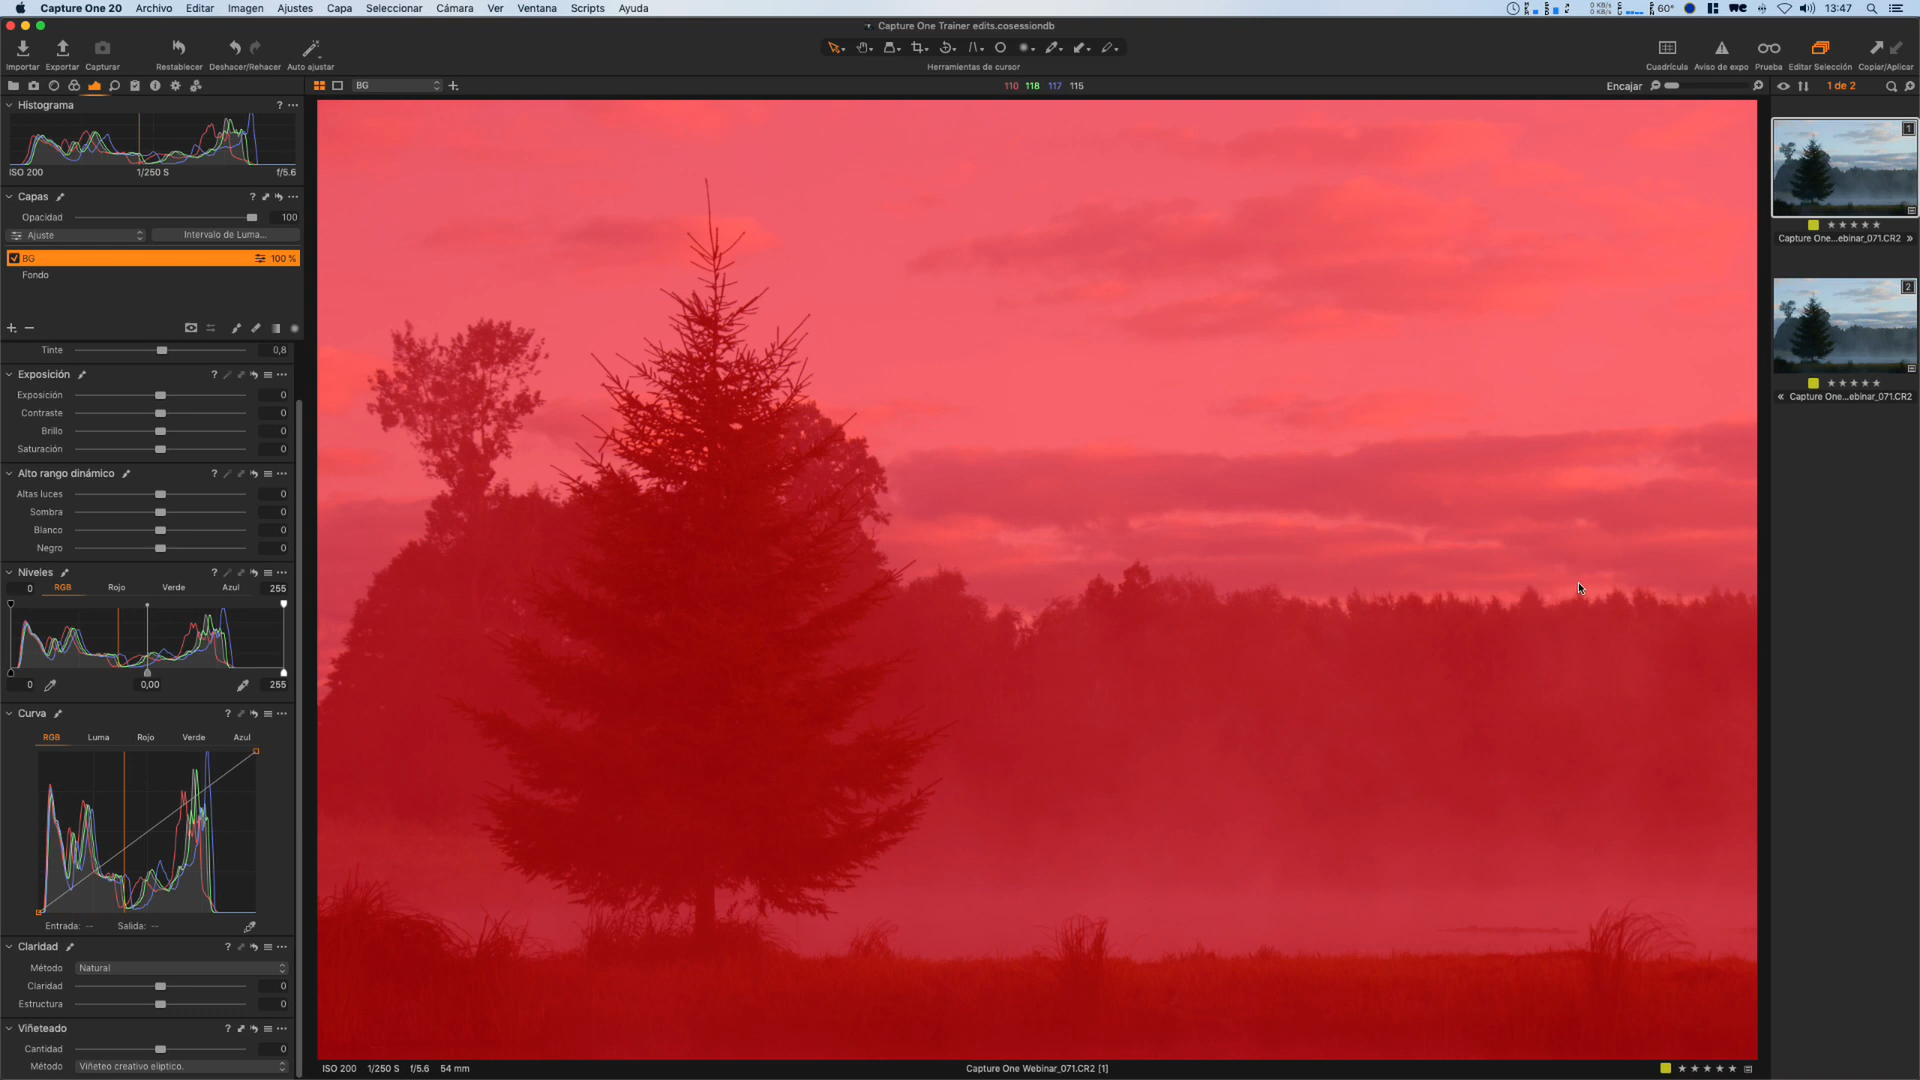 Capture One 20 Archivo Editar Imagen Ajustes Capa Seleccionar Cámara Ver Ventana Scripts Ayuda
0 KB/s
0 KB/s
60° 13:47
Capture One Trainer edits.cosessiondb
Importar Exportar Capturar Restablecer Deshacer/Rehacer Auto ajustar
Herramientas de cursor
Cuadrícula Aviso de expo Prueba Editar Selección Copiar/Aplicar
BG
110 118 117 115
Encajar
1 de 2
Histograma
ISO 200 1/250 S f/5.6
Capas
Opacidad 100
Ajuste Intervalo de Luma...
BG 100 %
Fondo
Tinte 0,8
Exposición
Exposición 0
Contraste 0
Brillo 0
Saturación 0
Alto rango dinámico
Altas luces 0
Sombra 0
Blanco 0
Negro 0
Niveles
0 RGB Rojo Verde Azul 255
0 0,00 255
Curva
RGB Luma Rojo Verde Azul
Entrada: -- Salida: --
Claridad
Método Natural
Claridad 0
Estructura 0
Viñeteado
Cantidad 0
Método Viñeteo creativo elíptico.
ISO 200 1/250 S f/5.6 54 mm
Capture One Webinar_071.CR2 [1]
1
Capture One...ebinar_071.CR2 »
2
« Capture One...ebinar_071.CR2